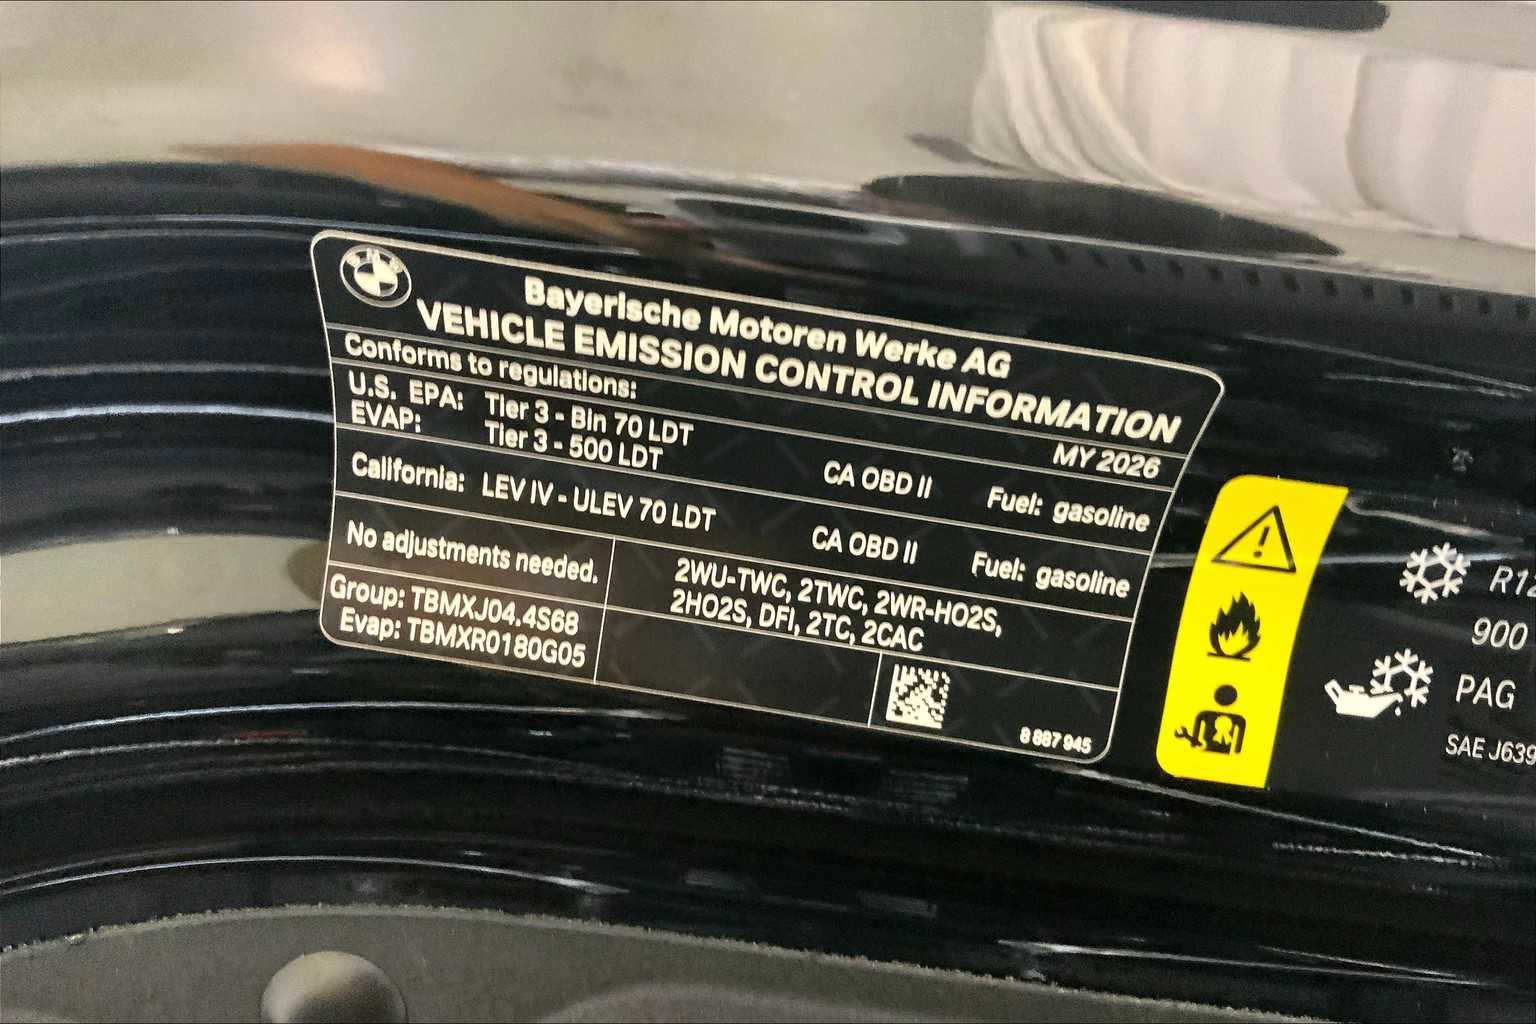 BMW
Bayerische Motoren Werke AG
VEHICLE EMISSION CONTROL INFORMATION
Conforms to regulations:
MY 2026
U.S. EPA: Tier 3 - Bin 70 LDT
EVAP: Tier 3 - 500 LDT
CA OBD II Fuel: gasoline
California: LEV IV - ULEV 70 LDT CA OBD II Fuel: gasoline
No adjustments needed.
Group: TBMXJ04.4S68
Evap: TBMXR0180G05
2WU-TWC, 2TWC, 2WR-HO2S,
2HO2S, DFI, 2TC, 2CAC
8 887 945
900
PAG
SAE J639